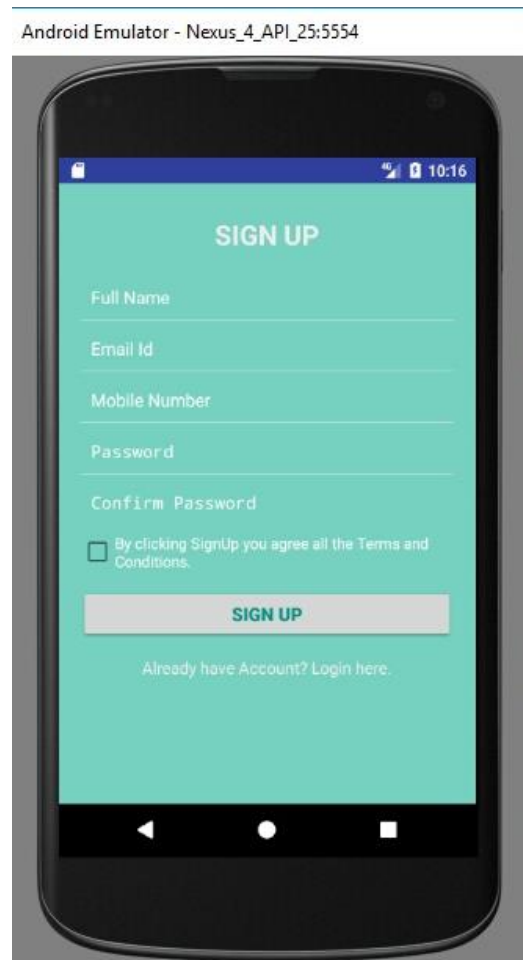 Android Emulator - Nexus_4_API_25:5554
4G 10:16
SIGN UP
Full Name
Email Id
Mobile Number
Password
Confirm Password
By clicking SignUp you agree all the Terms and
Conditions.
SIGN UP
Already have Account? Login here.